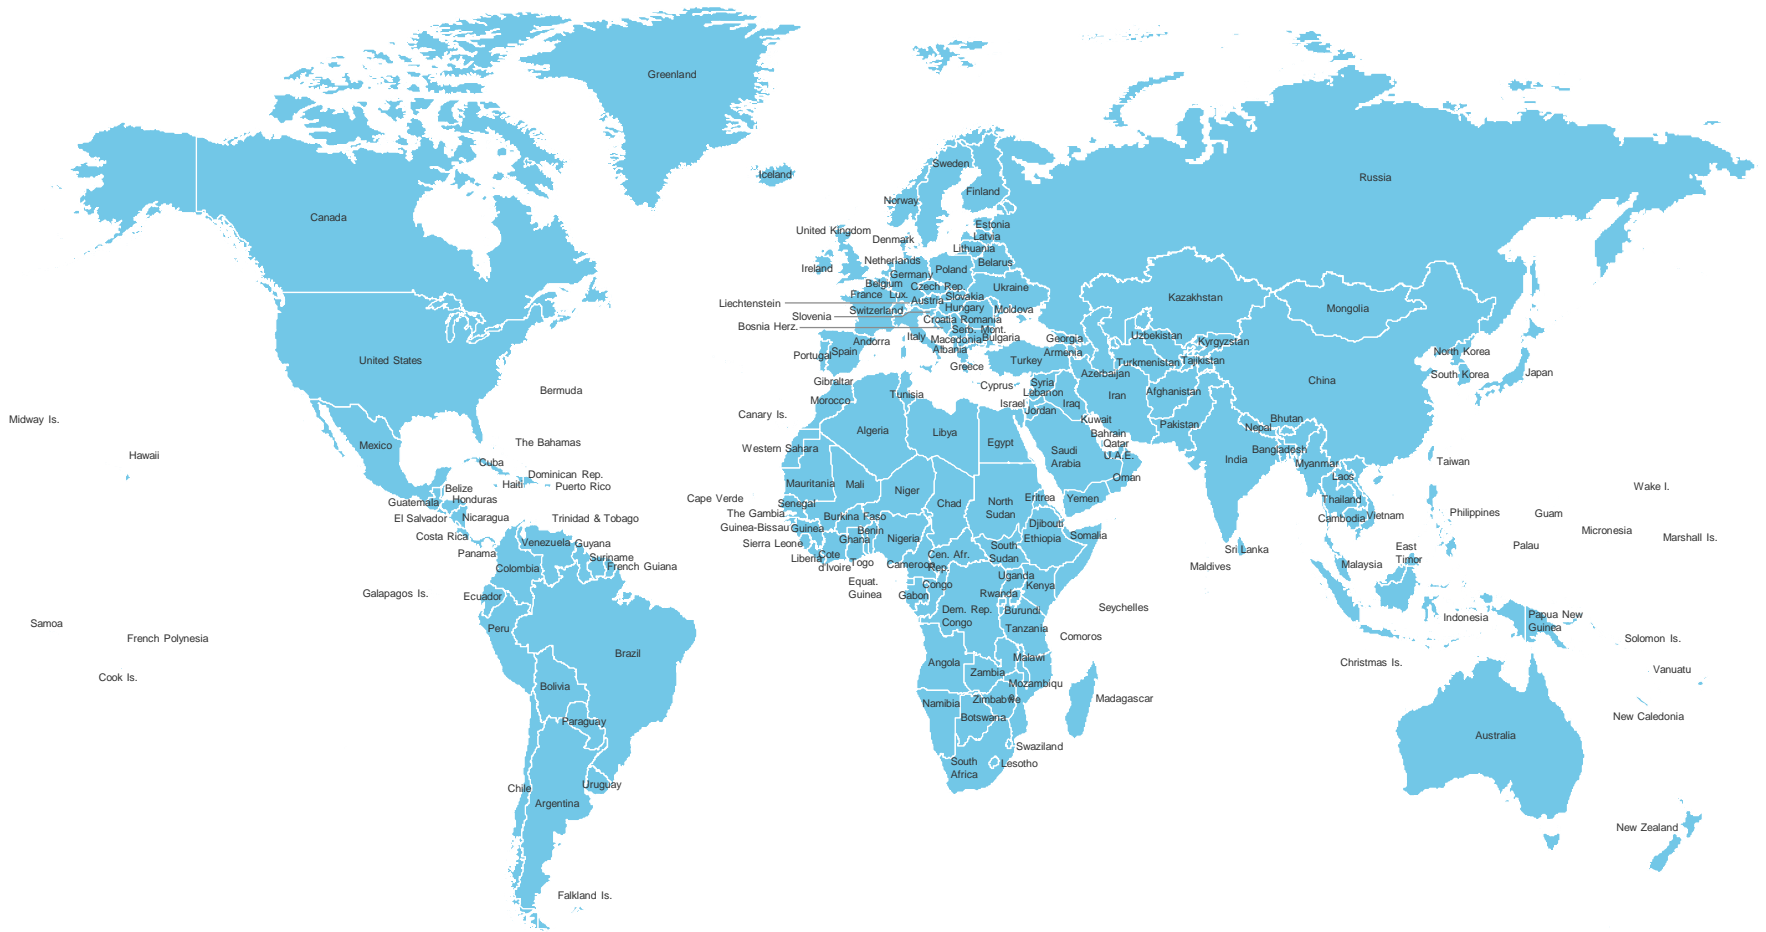 Greenland
Iceland
Sweden
Finland
Norway
Russia
Canada
United Kingdom
Denmark
Estonia
Latvia
Lithuania
Ireland
Netherlands
Germany
Poland
Belarus
Belgium
Czech Rep.
Ukraine
France
Lux.
Slovakia
Liechtenstein
Austria
Switzerland
Hungary
Moldova
Slovenia
Croatia
Romania
Bosnia Herz.
Serb. Mont.
Italy
Macedonia
Bulgaria
Andorra
Albania
Portugal
Spain
Greece
Gibraltar
Kazakhstan
Mongolia
Georgia
Uzbekistan
Kyrgyzstan
Armenia
Turkey
Turkmenistan
Tajikistan
Azerbaijan
North Korea
South Korea
Japan
China
United States
Bermuda
Cyprus
Syria
Lebanon
Israel
Iraq
Jordan
Iran
Afghanistan
Kuwait
Pakistan
Bahrain
Qatar
U.A.E.
Saudi
Arabia
Oman
Yemen
Nepal
Bhutan
Bangladesh
India
Myanmar
Laos
Thailand
Cambodia
Vietnam
Taiwan
Philippines
Sri Lanka
Maldives
Malaysia
East
Timor
Indonesia
Papua New
Guinea
Midway Is.
Hawaii
Mexico
The Bahamas
Cuba
Dominican Rep.
Haiti
Puerto Rico
Belize
Honduras
Guatemala
El Salvador
Nicaragua
Costa Rica
Panama
Trinidad & Tobago
Venezuela
Guyana
Suriname
French Guiana
Colombia
Galapagos Is.
Ecuador
Peru
Brazil
Bolivia
Paraguay
Uruguay
Chile
Argentina
Falkland Is.
Samoa
French Polynesia
Cook Is.
Canary Is.
Morocco
Tunisia
Algeria
Libya
Egypt
Western Sahara
Mauritania
Mali
Niger
Chad
North
Sudan
Eritrea
Cape Verde
Senegal
The Gambia
Guinea-Bissau
Guinea
Burkina Faso
Benin
Ghana
Nigeria
Sierra Leone
Liberia
Cote
d'Ivoire
Togo
Cameroon
Cen. Afr.
Rep.
South
Sudan
Djibouti
Ethiopia
Somalia
Equat.
Guinea
Gabon
Congo
Uganda
Kenya
Rwanda
Burundi
Dem. Rep.
Congo
Tanzania
Seychelles
Comoros
Angola
Malawi
Zambia
Mozambiqu
e
Zimbabwe
Namibia
Botswana
Madagascar
Swaziland
Lesotho
South
Africa
Wake I.
Guam
Micronesia
Marshall Is.
Palau
Solomon Is.
Christmas Is.
Vanuatu
New Caledonia
Australia
New Zealand